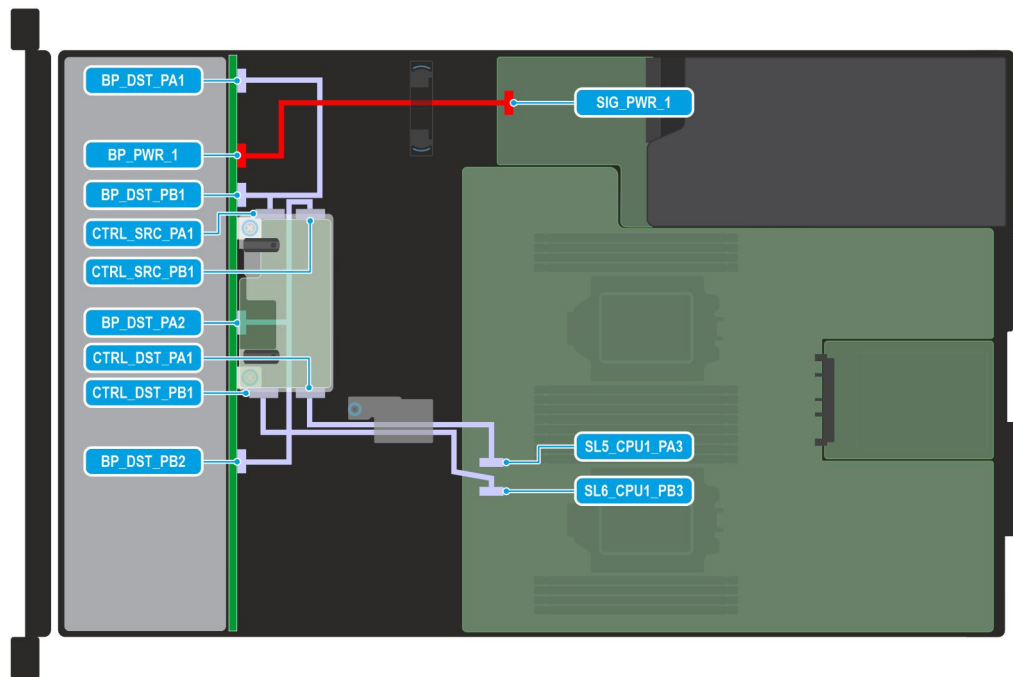 BP_DST_PA1
SIG_PWR_1
BP_PWR_1
BP_DST_PB1
CTRL_SRC_PA1
CTRL_SRC_PB1
BP_DST_PA2
CTRL_DST_PA1
CTRL_DST_PB1
SL5_CPU1_PA3
BP_DST_PB2
SL6_CPU1_PB3